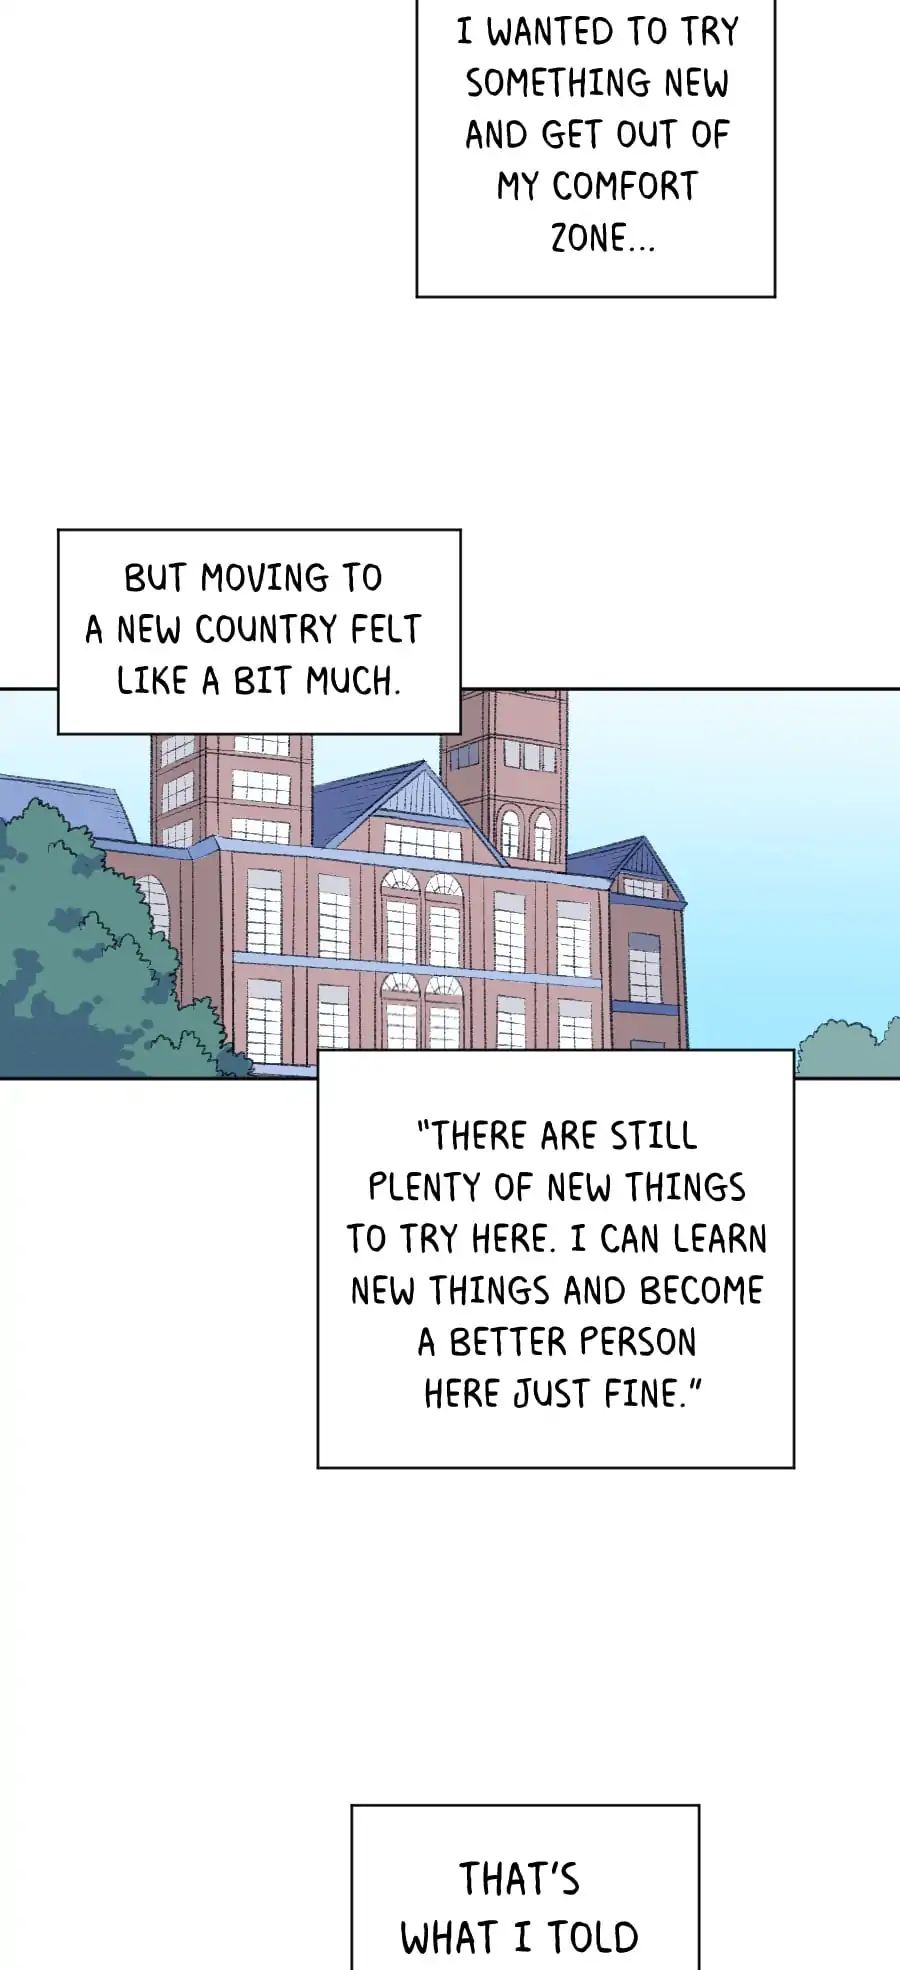 I WANTED TO TRY
SOMETHING NEW
AND GET OUT OF
MY COMFORT
ZONE...
BUT MOVING TO
A NEW COUNTRY FELT
LIKE A BIT MUCH.
"THERE ARE STILL
PLENTY OF NEW THINGS
TO TRY HERE. I CAN LEARN
NEW THINGS AND BECOME
A BETTER PERSON
HERE JUST FINE."
THAT'S
WHAT I TOLD